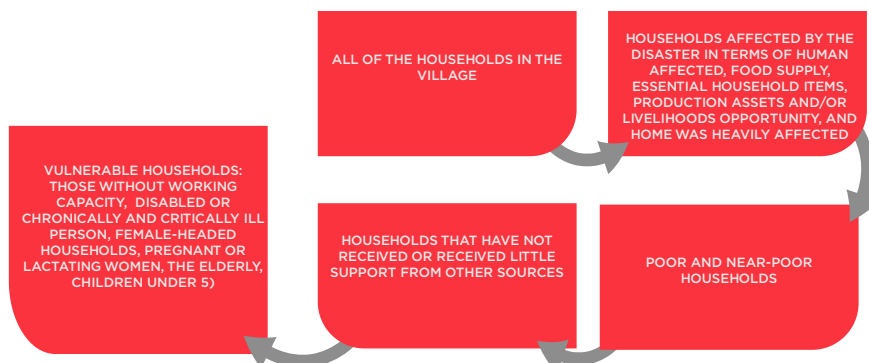 ALL OF THE HOUSEHOLDS IN THE
VILLAGE
HOUSEHOLDS AFFECTED BY THE
DISASTER IN TERMS OF HUMAN
AFFECTED, FOOD SUPPLY,
ESSENTIAL HOUSEHOLD ITEMS,
PRODUCTION ASSETS AND/OR
LIVELIHOODS OPPORTUNITY, AND
HOME WAS HEAVILY AFFECTED
POOR AND NEAR-POOR
HOUSEHOLDS
HOUSEHOLDS THAT HAVE NOT
RECEIVED OR RECEIVED LITTLE
SUPPORT FROM OTHER SOURCES
VULNERABLE HOUSEHOLDS:
THOSE WITHOUT WORKING
CAPACITY, DISABLED OR
CHRONICALLY AND CRITICALLY ILL
PERSON, FEMALE-HEADED
HOUSEHOLDS, PREGNANT OR
LACTATING WOMEN, THE ELDERLY,
CHILDREN UNDER 5)